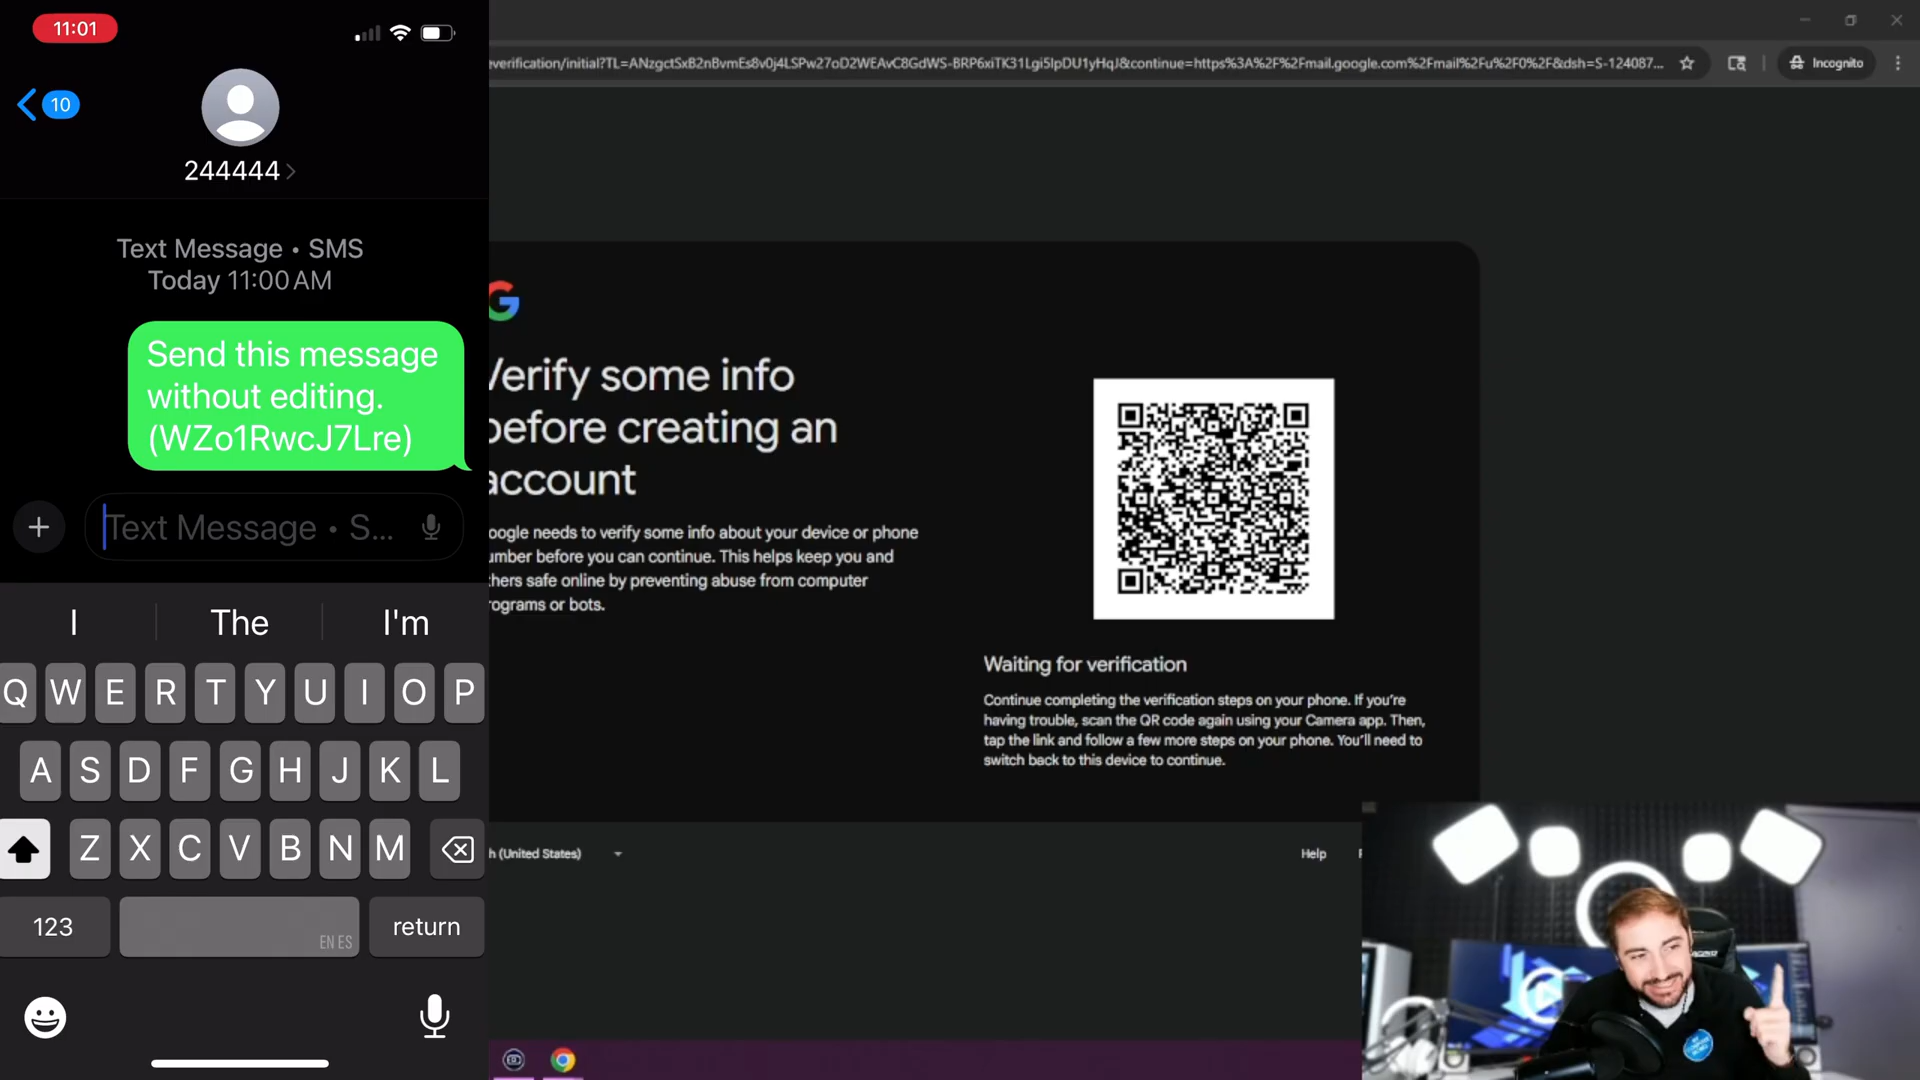 11:01
10
244444
Text Message • SMS
Today 11:00 AM
Send this message
without editing.
(WZo1RwcJ7Lre)
Text Message • S...
I The I'm
Q W E R T Y U I O P
A S D F G H J K L
Z X C V B N M
123 EN ES return
Incognito
Verify some info
before creating an
account
oogle needs to verify some info about your device or phone
umber before you can continue. This helps keep you and
hers safe online by preventing abuse from computer
rograms or bots.
Waiting for verification
Continue completing the verification steps on your phone. If you're
having trouble, scan the QR code again using your Camera app. Then,
tap the link and follow a few more steps on your phone. You'll need to
switch back to this device to continue.
h (United States)
Help